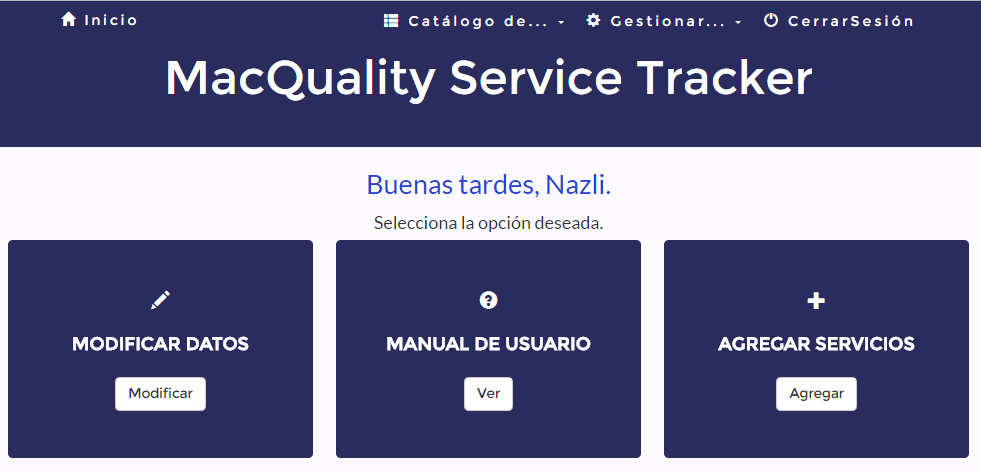 Inicio Catálogo de... Gestionar... CerrarSesión
MacQuality Service Tracker
Buenas tardes, Nazli.
Selecciona la opción deseada.
MODIFICAR DATOS MANUAL DE USUARIO AGREGAR SERVICIOS
Modificar Ver Agregar